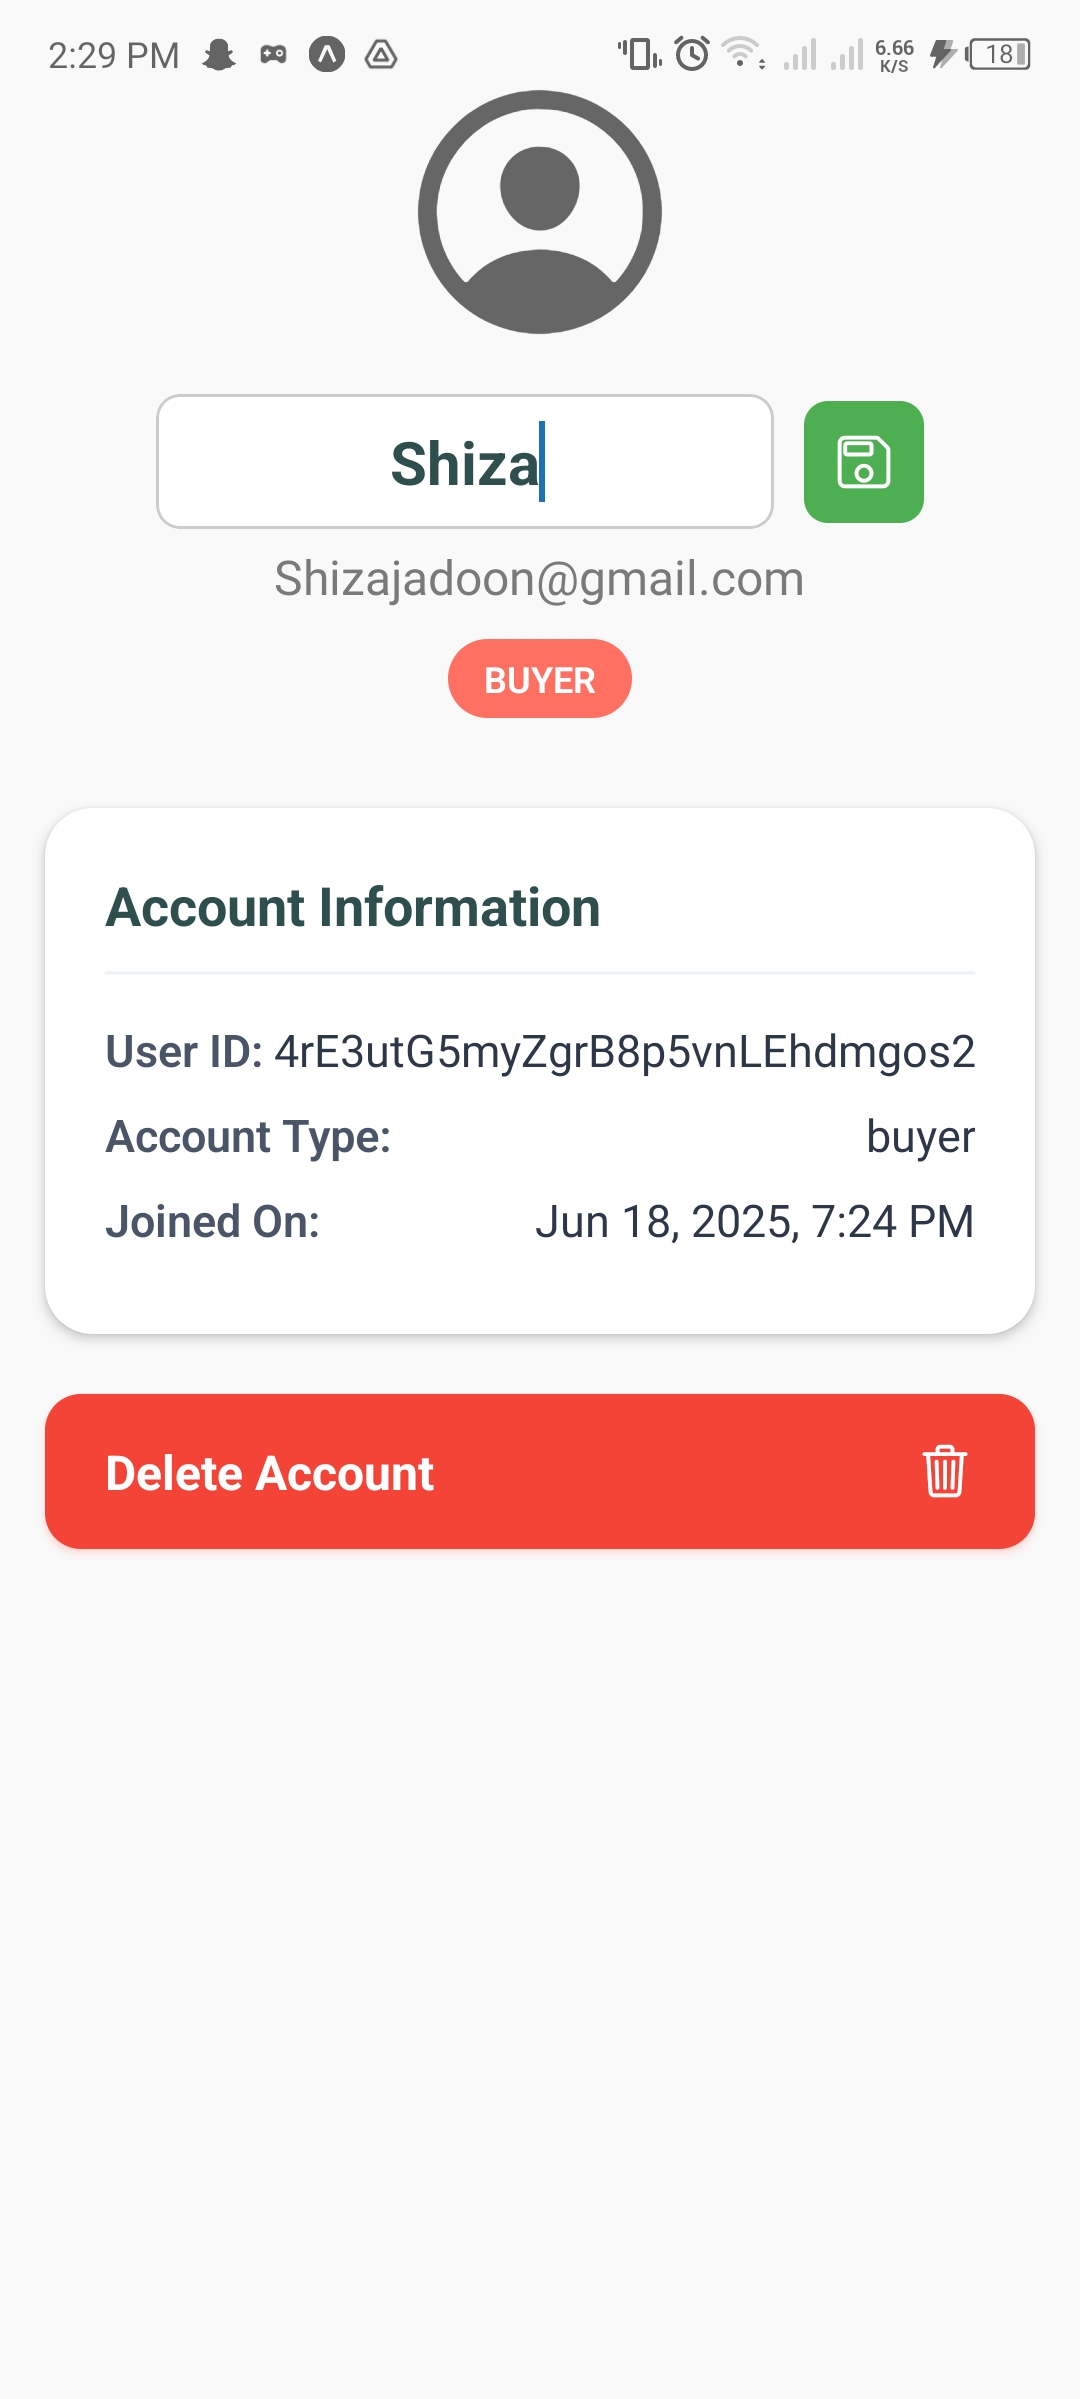 2:29 PM 6.66 K/S 18
Shiza
Shizajadoon@gmail.com
BUYER
Account Information
User ID: 4rE3utG5myZgrB8p5vnLEhdmgos2
Account Type: buyer
Joined On: Jun 18, 2025, 7:24 PM
Delete Account